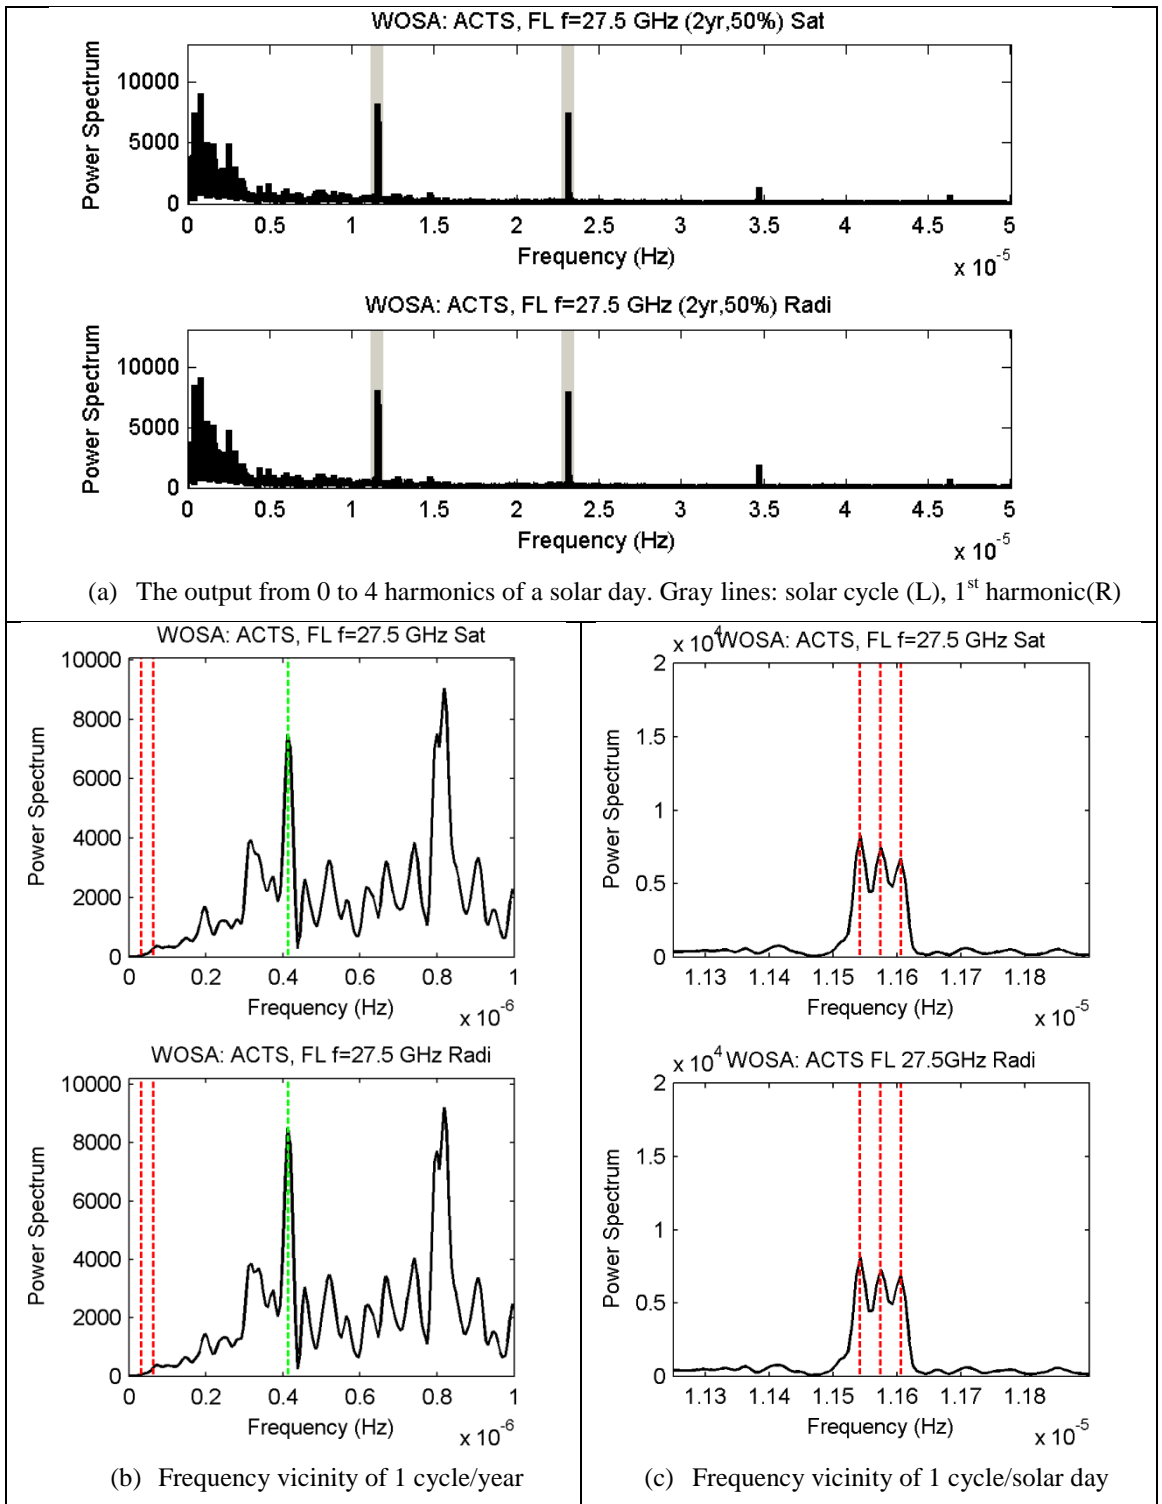 WOSA: ACTS, FL f=27.5 GHz (2yr,50%) Sat
Power Spectrum
10000
5000
0
0 0.5 1 1.5 2 2.5 3 3.5 4 4.5 5
Frequency (Hz)
x 10^-5
WOSA: ACTS, FL f=27.5 GHz (2yr,50%) Radi
Power Spectrum
10000
5000
0
0 0.5 1 1.5 2 2.5 3 3.5 4 4.5 5
Frequency (Hz)
x 10^-5
(a) The output from 0 to 4 harmonics of a solar day. Gray lines: solar cycle (L), 1st harmonic(R)
WOSA: ACTS, FL f=27.5 GHz Sat
Power Spectrum
10000
8000
6000
4000
2000
0
0 0.2 0.4 0.6 0.8 1
Frequency (Hz)
x 10^-6
WOSA: ACTS, FL f=27.5 GHz Radi
Power Spectrum
10000
8000
6000
4000
2000
0
0 0.2 0.4 0.6 0.8 1
Frequency (Hz)
x 10^-6
(b) Frequency vicinity of 1 cycle/year
x 10^4
WOSA: ACTS, FL f=27.5 GHz Sat
Power Spectrum
2
1.5
1
0.5
0
1.13 1.14 1.15 1.16 1.17 1.18
Frequency (Hz)
x 10^-5
x 10^4
WOSA: ACTS FL 27.5GHz Radi
Power Spectrum
2
1.5
1
0.5
0
1.13 1.14 1.15 1.16 1.17 1.18
Frequency (Hz)
x 10^-5
(c) Frequency vicinity of 1 cycle/solar day